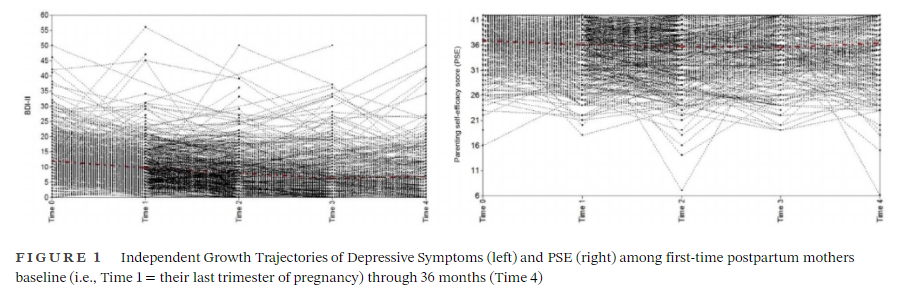 60
55
50
45
40
35
30
25
20
15
10
5
0
BDI-II
Time 0
Time 1
Time 2
Time 3
Time 4
41
36
31
26
21
16
11
6
Parenting self-efficacy score (PSE)
Time 0
Time 1
Time 2
Time 3
Time 4
FIGURE 1 Independent Growth Trajectories of Depressive Symptoms (left) and PSE (right) among first-time postpartum mothers
baseline (i.e., Time 1 = their last trimester of pregnancy) through 36 months (Time 4)